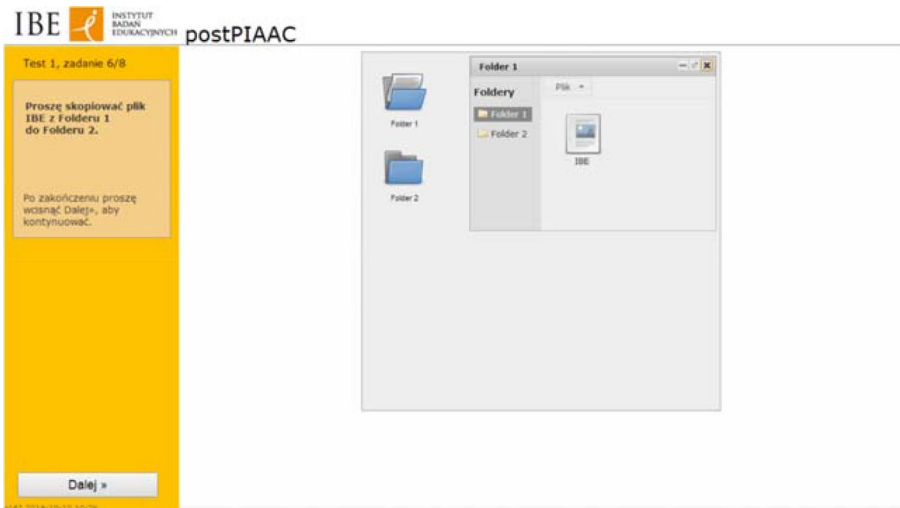 IBE
INSTYTUT
BADAŃ
EDUKACYJNYCH
postPIAAC
Test 1, zadanie 6/8
Proszę skopiować plik
IBE z Folderu 1
do Folderu 2.
Po zakończeniu proszę
wcisnąć Dalej», aby
kontynuować.
Dalej »
Folder 1
Folder 2
Folder 1
Foldery
Plik
Folder 1
Folder 2
IBE